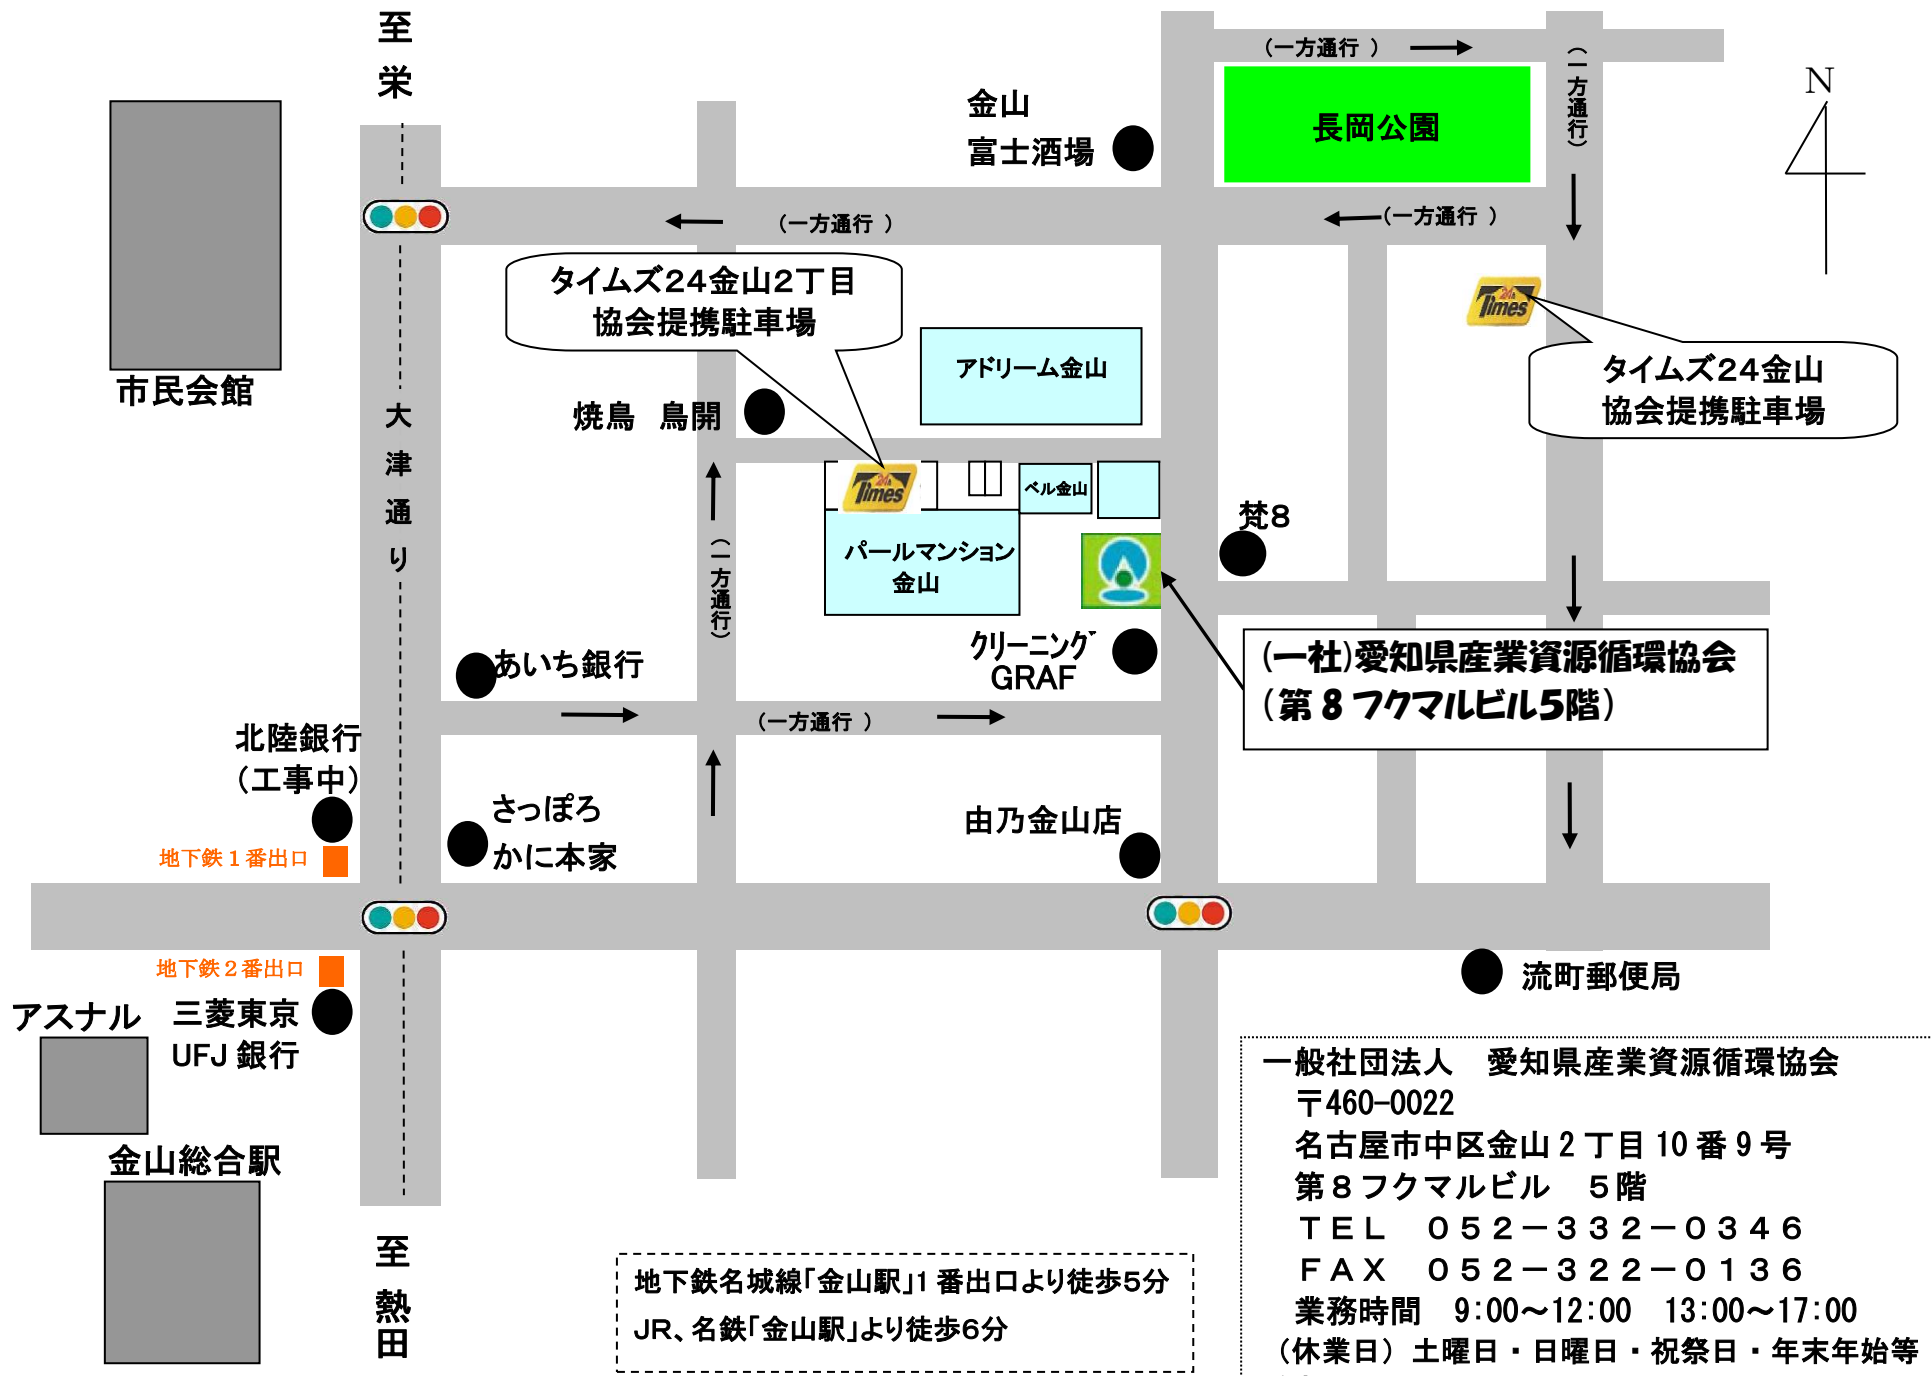 至
栄
(一方通行 )
(一方通行)
N
金山
富士酒場
長岡公園
(一方通行 )
(一方通行 )
タイムズ24金山2丁目
協会提携駐車場
24h
Times
アドリーム金山
タイムズ24金山
協会提携駐車場
市民会館
大津通り
焼鳥　鳥開
24h
Times
ベル金山
梵8
パールマンション
金山
(一方通行)
クリーニング
GRAF
(一社)愛知県産業資源循環協会
(第8フクマルビル5階)
あいち銀行
(一方通行 )
北陸銀行
(工事中)
さっぽろ
かに本家
由乃金山店
地下鉄1番出口
地下鉄2番出口
流町郵便局
アスナル
三菱東京
UFJ銀行
金山総合駅
至
熱
田
地下鉄名城線「金山駅」1番出口より徒歩5分
JR、名鉄「金山駅」より徒歩6分
一般社団法人　愛知県産業資源循環協会
〒460-0022
名古屋市中区金山2丁目10番9号
第8フクマルビル　5階
ＴＥＬ　０５２－３３２－０３４６
ＦＡＸ　０５２－３２２－０１３６
業務時間　9:00～12:00　13:00～17:00
(休業日) 土曜日・日曜日・祝祭日・年末年始等